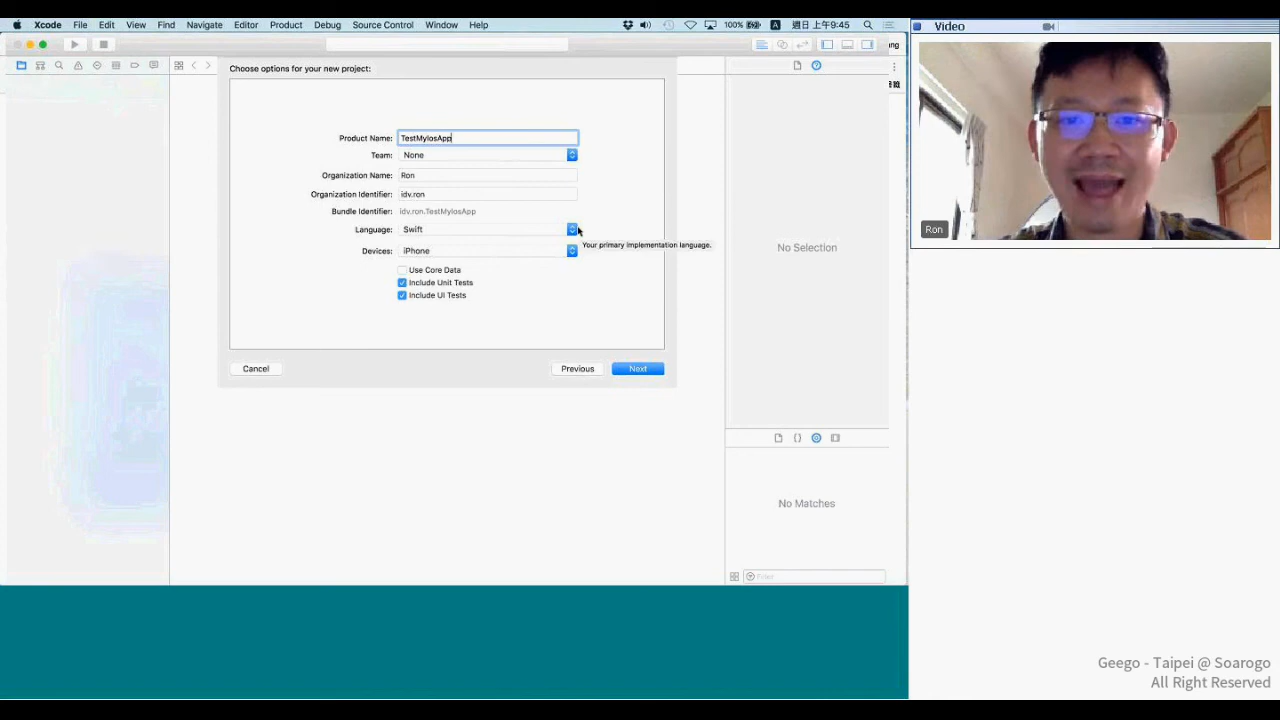 Xcode File Edit View Find Navigate Editor Product Debug Source Control Window Help 100% A 週日 上午9:45
Video
Choose options for your new project:
Product Name: TestMyIosApp
Team: None
Organization Name: Ron
Organization Identifier: idv.ron
Bundle Identifier: idv.ron.TestMyIosApp
Language: Swift
Your primary implementation language.
Devices: iPhone
Use Core Data
Include Unit Tests
Include UI Tests
Cancel Previous Next
No Selection
No Matches
Filter
Ron
Geego - Taipei @ Soarogo
All Right Reserved